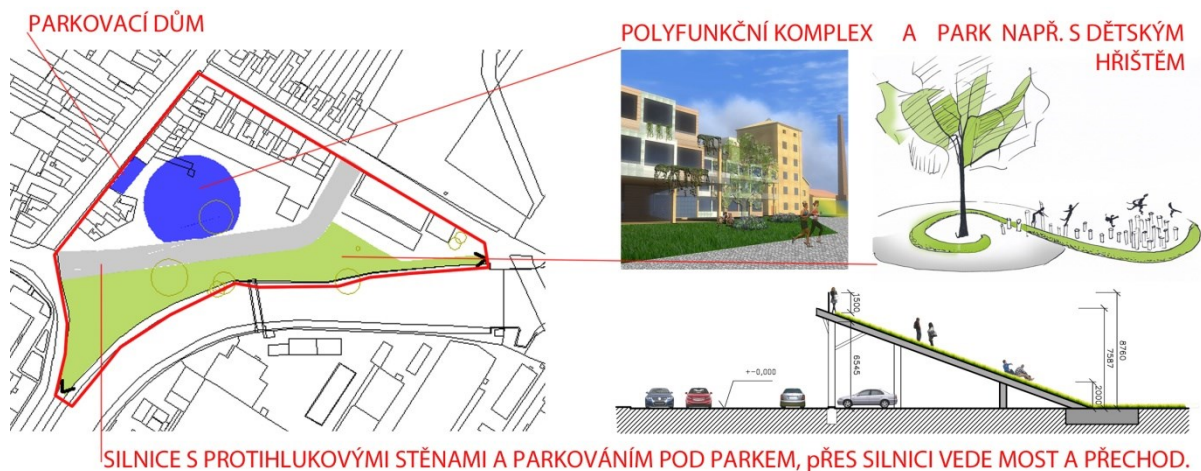 PARKOVACÍ DŮM
POLYFUNKČNÍ KOMPLEX A PARK NAPŘ. S DĚTSKÝM
HŘIŠTĚM
1500
6545
8760
7587
2000
+-0,000
SILNICE S PROTIHLUKOVÝMI STĚNAMI A PARKOVÁNÍM POD PARKEM, pŘES SILNICI VEDE MOST A PŘECHOD.